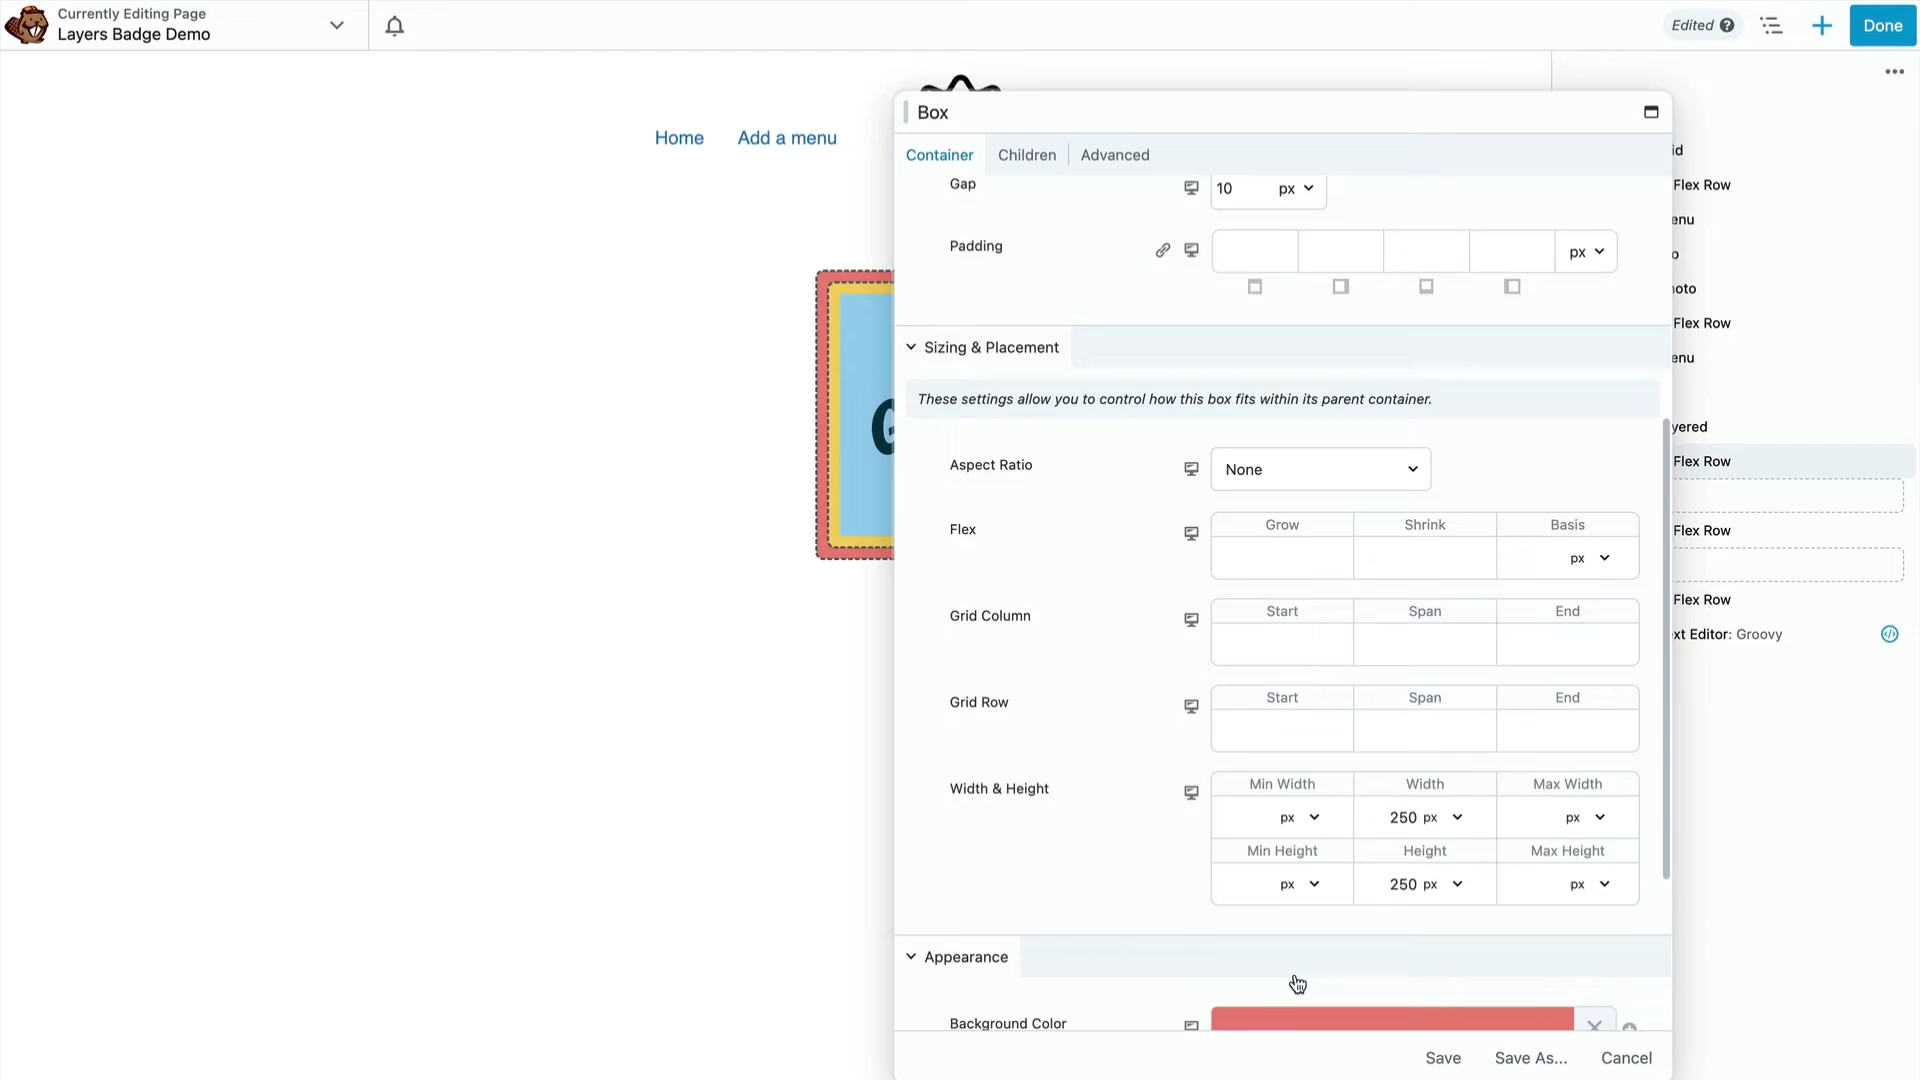 Currently Editing Page
Layers Badge Demo
Edited
Done
Home
Add a menu
Box
Container
Children
Advanced
Gap
10 px
Padding
px
Sizing & Placement
These settings allow you to control how this box fits within its parent container.
Aspect Ratio
None
Flex
Grow Shrink Basis
px
Grid Column
Start Span End
Grid Row
Start Span End
Width & Height
Min Width Width Max Width
px 250 px px
Min Height Height Max Height
px 250 px px
Appearance
Background Color
Save
Save As...
Cancel
G
id
Flex Row
enu
o
oto
Flex Row
enu
yered
Flex Row
Flex Row
Flex Row
xt Editor: Groovy